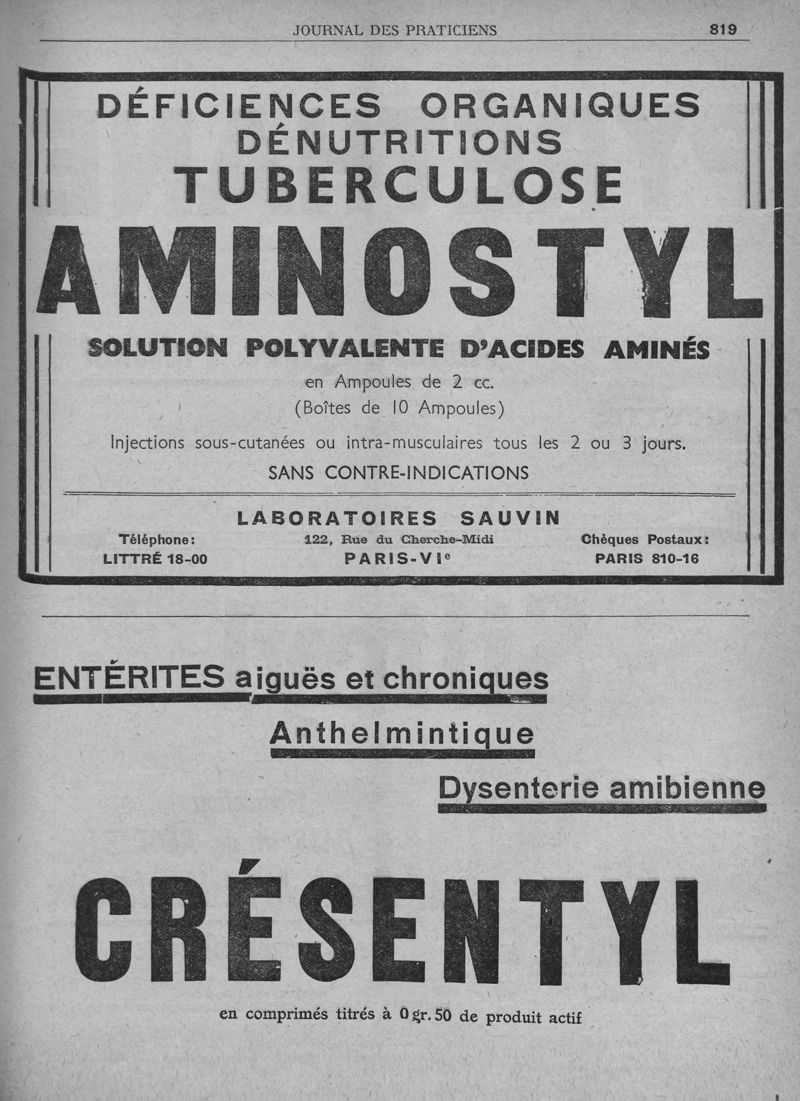 JOURNAL DES PRATICIENS 819
DÉFICIENCES ORGANIQUES
DÉNUTRITIONS
TUBERCULOSE
AMINOSTYL
SOLUTION POLYVALENTE D'ACIDES AMINÉS
en Ampoules de 2 cc.
(Boîtes de 10 Ampoules)
Injections sous-cutanées ou intra-musculaires tous les 2 ou 3 jours.
SANS CONTRE-INDICATIONS
LABORATOIRES SAUVIN
Téléphone: 122, Rue du Cherche-Midi Chèques Postaux:
LITTRÉ 18-00 PARIS-VIe PARIS 810-16
ENTÉRITES aiguës et chroniques
Anthelmintique
Dysenterie amibienne
CRÉSENTYL
en comprimés titrés à 0 gr. 50 de produit actif